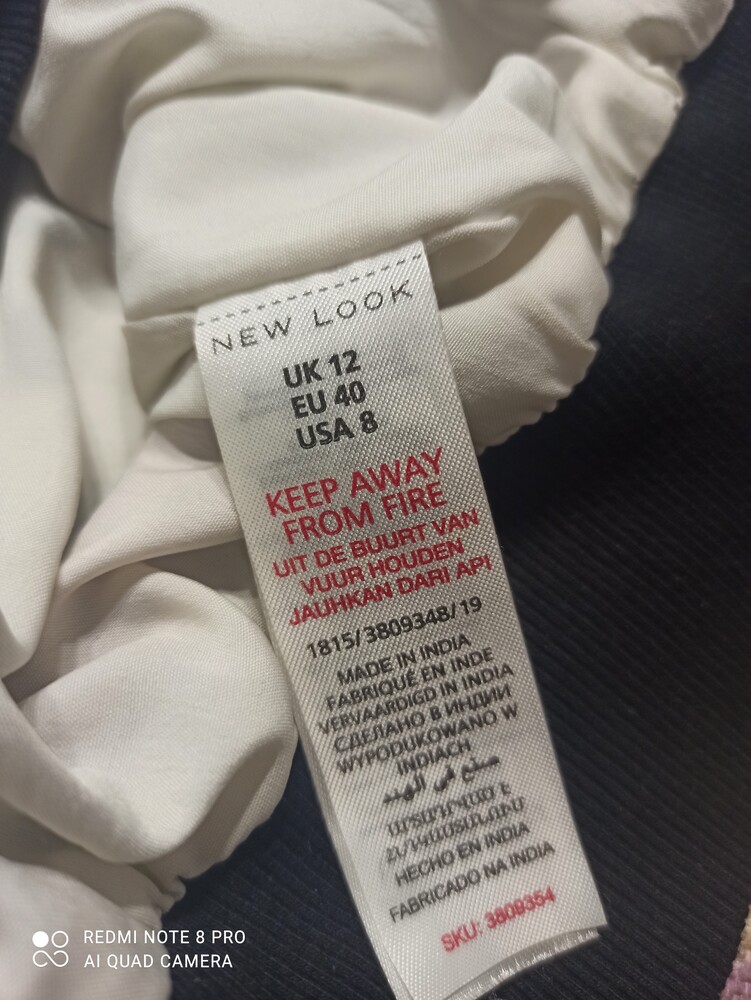 NEW LOOK
UK 12
EU 40
USA 8
KEEP AWAY
FROM FIRE
UIT DE BUURT VAN
VUUR HOUDEN
JAUHKAN DARI API
1815/3809348/19
MADE IN INDIA
FABRIQUÉ EN INDE
VERVAARDIGD IN INDIA
СДЕЛАНО В ИНДИИ
WYPODUKOWANO W
INDIACH
صنع في الهند
HECHO EN INDIA
FABRICADO NA INDIA
SKU: 3809354
REDMI NOTE 8 PRO
AI QUAD CAMERA